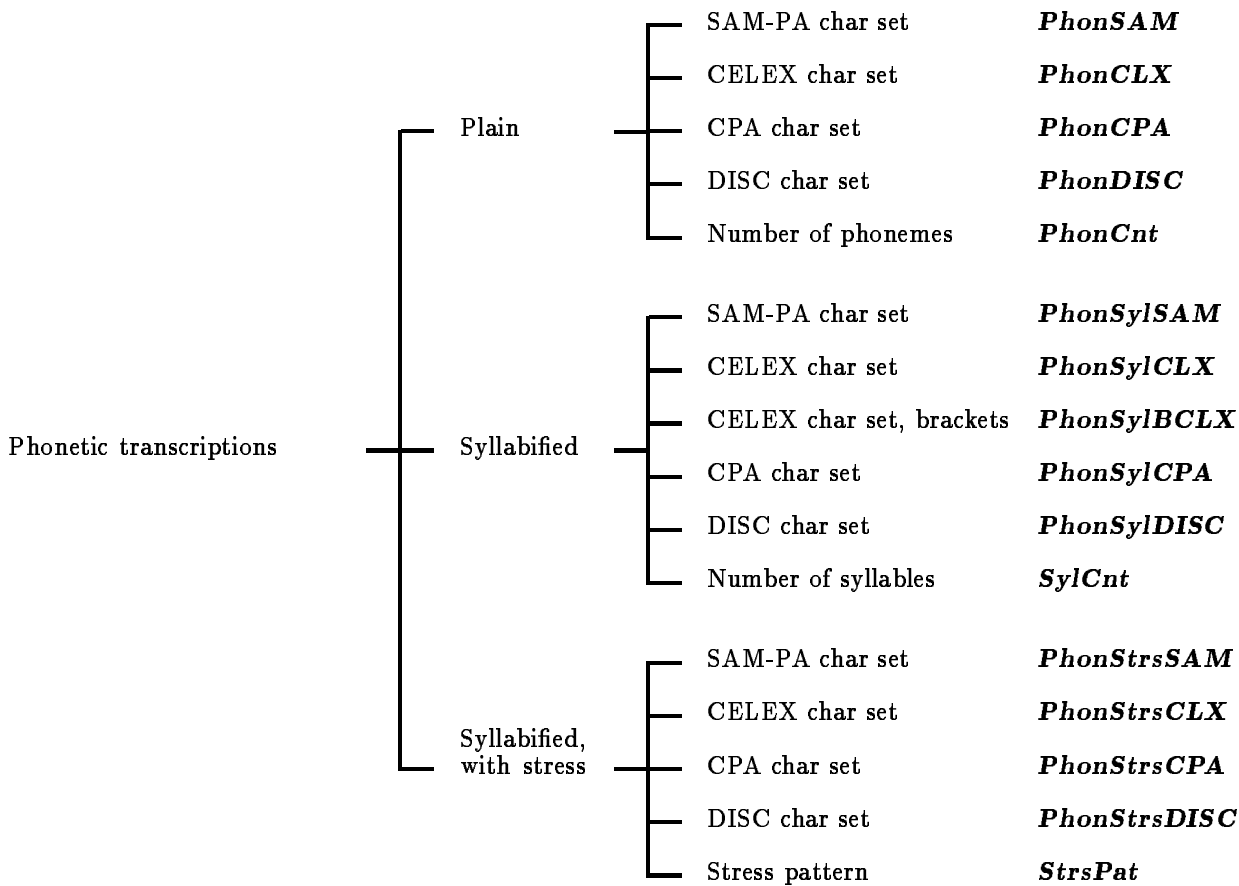 SAM-PA char set PhonSAM
CELEX char set PhonCLX
Plain CPA char set PhonCPA
DISC char set PhonDISC
Number of phonemes PhonCnt
SAM-PA char set PhonSylSAM
CELEX char set PhonSylCLX
CELEX char set, brackets PhonSylBCLX
Phonetic transcriptions Syllabified CPA char set PhonSylCPA
DISC char set PhonSylDISC
Number of syllables SylCnt
SAM-PA char set PhonStrsSAM
CELEX char set PhonStrsCLX
Syllabified,
with stress CPA char set PhonStrsCPA
DISC char set PhonStrsDISC
Stress pattern StrsPat